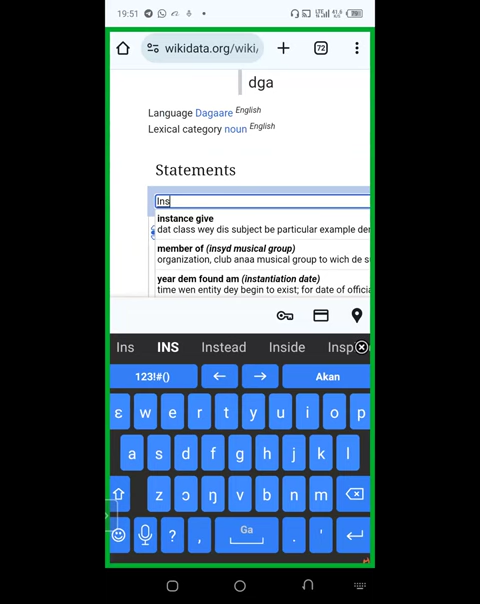 19:51
wikidata.org/wiki/
72
dga
Language Dagaare English
Lexical category noun English
Statements
Ins
instance give
dat class wey dis subject be particular example
member of (insyd musical group)
organization, club anaa musical group to wich de
year dem found am (instantiation date)
time wen entity dey begin to exist; for date of
Ins INS Instead Inside
123!#() ← → Akan
ɛ w e r t y u i o p
a s d f g h j k l
z ɔ ŋ v b n m
? , Ga . '